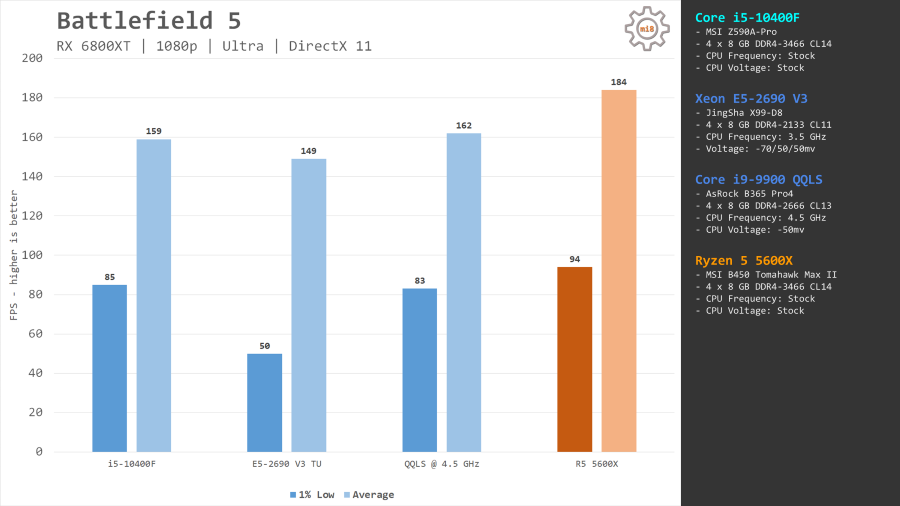 Battlefield 5
RX 6800XT | 1080p | Ultra | DirectX 11
mi8
FPS - higher is better
200
180
160
140
120
100
80
60
40
20
0
85
159
50
149
83
162
94
184
i5-10400F
E5-2690 V3 TU
QQLS @ 4.5 GHz
R5 5600X
1% Low
Average
Core i5-10400F
- MSI Z590A-Pro
- 4 x 8 GB DDR4-3466 CL14
- CPU Frequency: Stock
- CPU Voltage: Stock
Xeon E5-2690 V3
- JingSha X99-D8
- 4 x 8 GB DDR4-2133 CL11
- CPU Frequency: 3.5 GHz
- Voltage: -70/50/50mv
Core i9-9900 QQLS
- AsRock B365 Pro4
- 4 x 8 GB DDR4-2666 CL13
- CPU Frequency: 4.5 GHz
- CPU Voltage: -50mv
Ryzen 5 5600X
- MSI B450 Tomahawk Max II
- 4 x 8 GB DDR4-3466 CL14
- CPU Frequency: Stock
- CPU Voltage: Stock